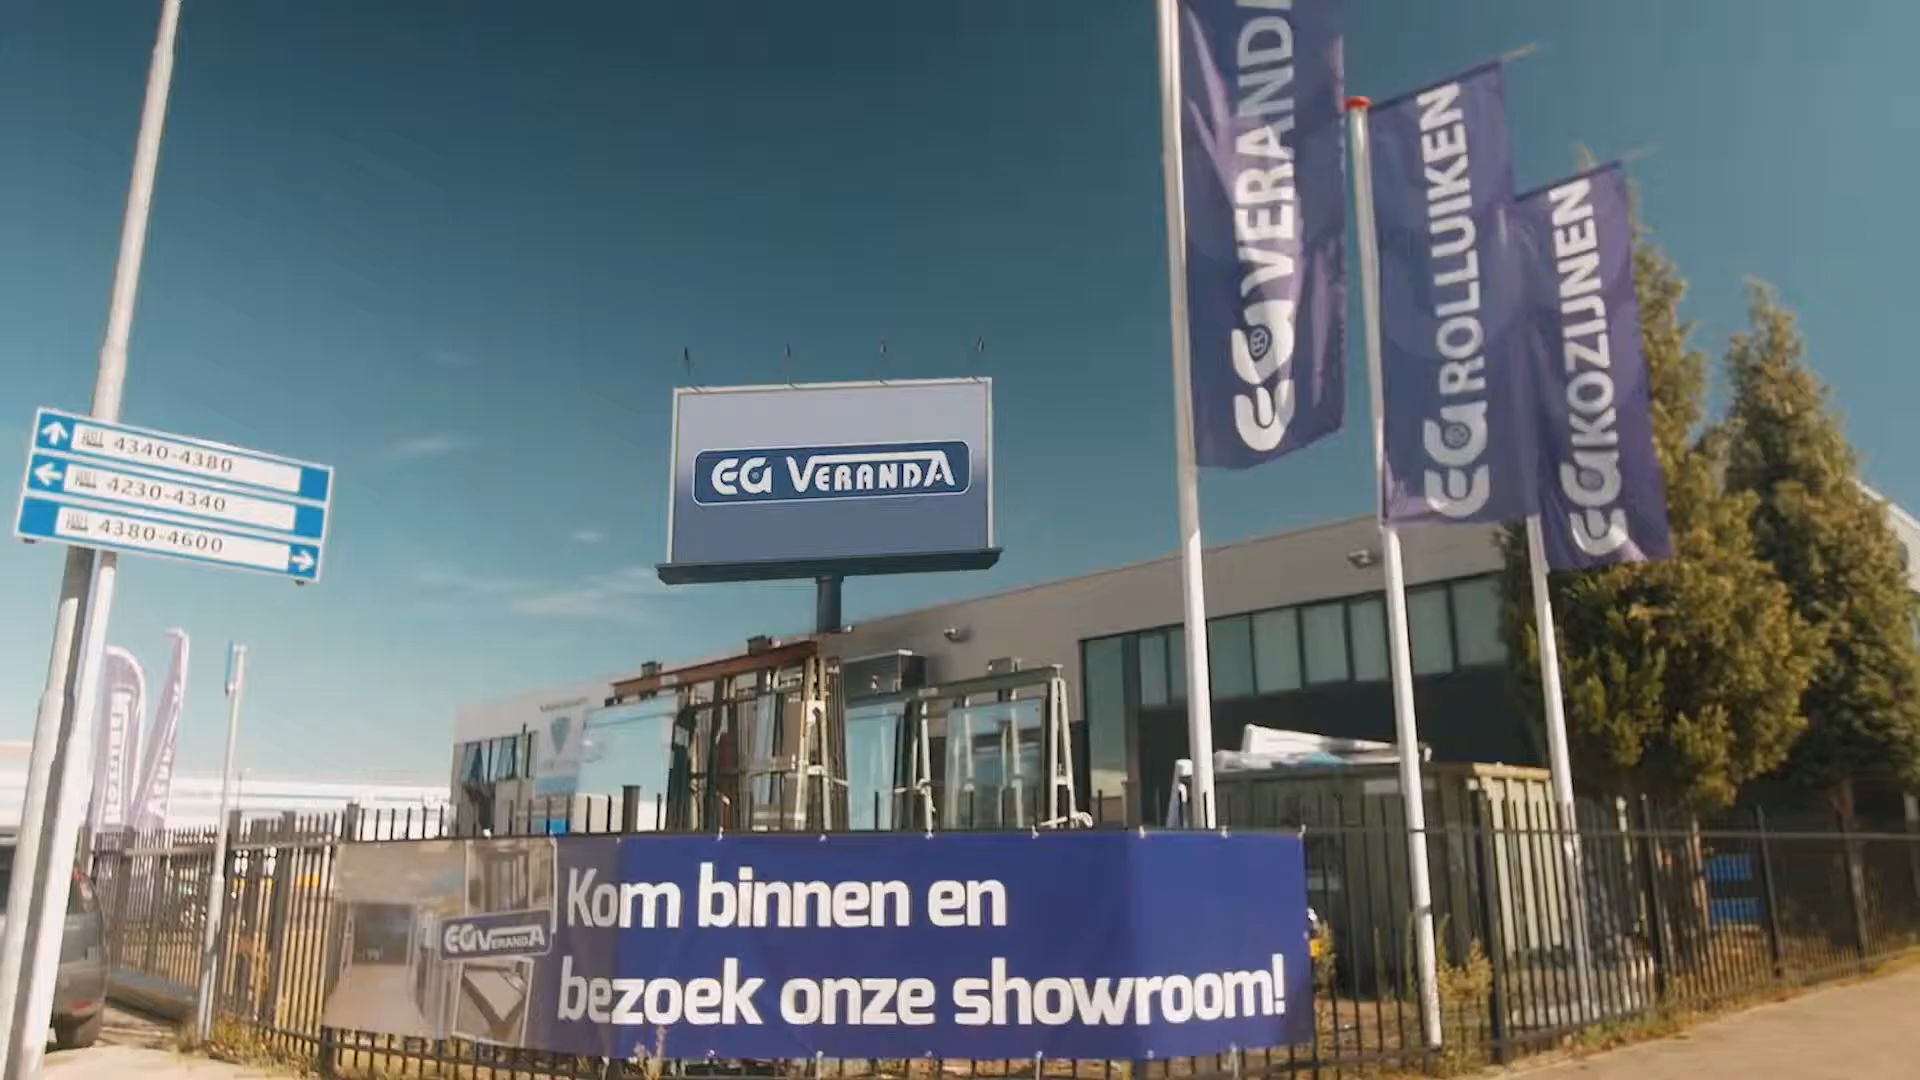 4340-4380
4230-4340
4380-4600
EG VERANDA
EG VERANDA
EG ROLLUIKEN
EG KOZIJNEN
EG VERANDA
Kom binnen en
bezoek onze showroom!